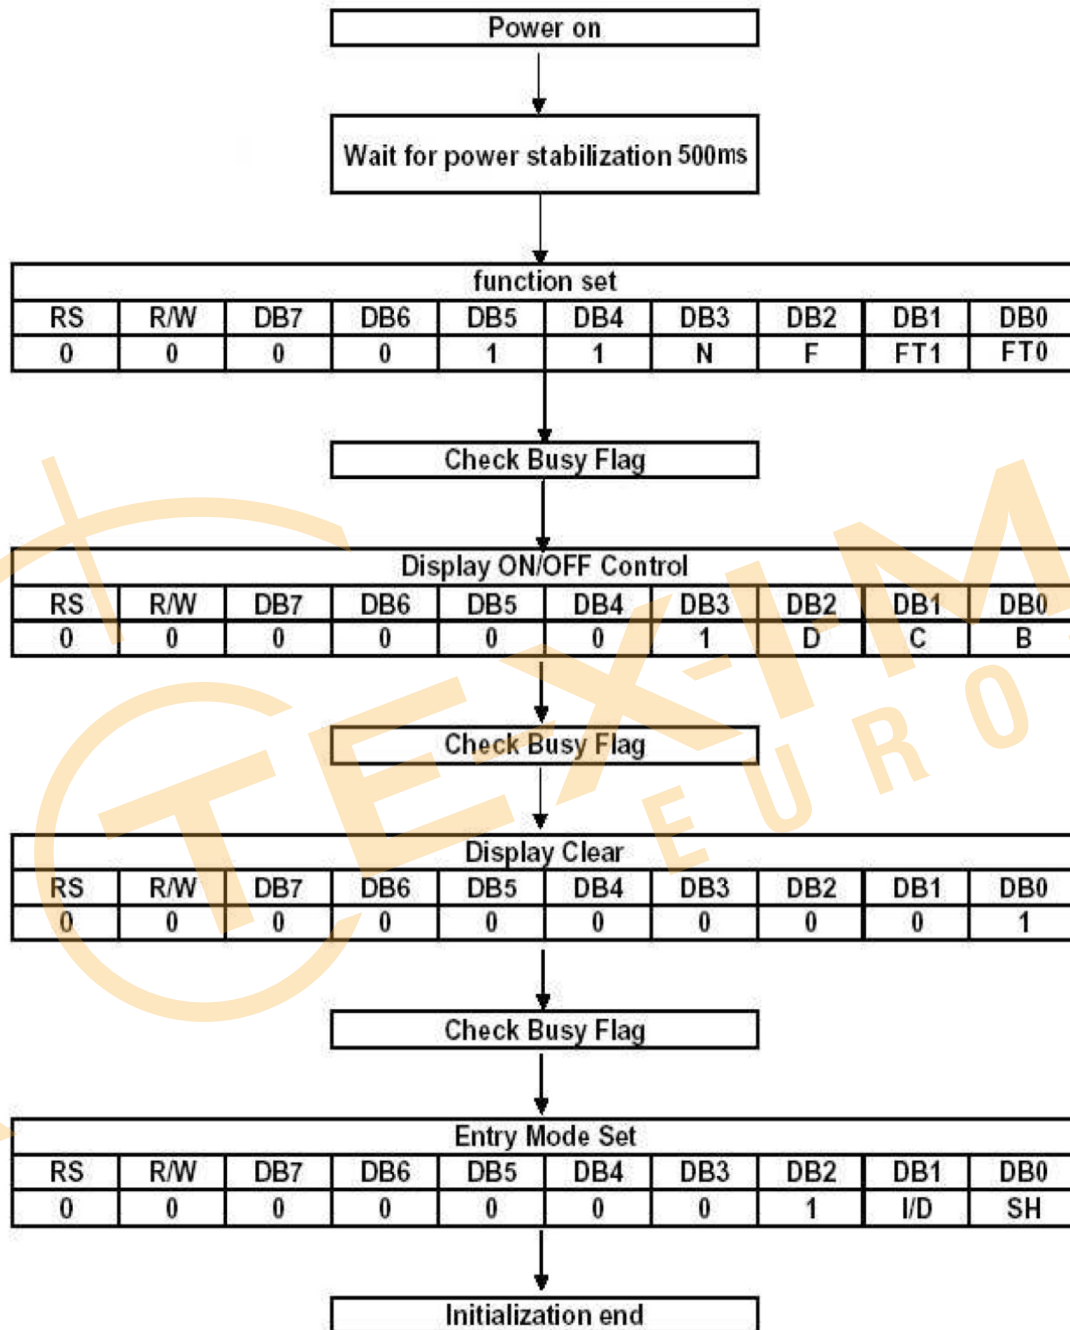 Power on
Wait for power stabilization 500ms
function set
RS R/W DB7 DB6 DB5 DB4 DB3 DB2 DB1 DB0
0 0 0 0 1 1 N F FT1 FT0
Check Busy Flag
Display ON/OFF Control
RS R/W DB7 DB6 DB5 DB4 DB3 DB2 DB1 DB0
0 0 0 0 0 0 1 D C B
Check Busy Flag
Display Clear
RS R/W DB7 DB6 DB5 DB4 DB3 DB2 DB1 DB0
0 0 0 0 0 0 0 0 0 1
Check Busy Flag
Entry Mode Set
RS R/W DB7 DB6 DB5 DB4 DB3 DB2 DB1 DB0
0 0 0 0 0 0 0 1 I/D SH
Initialization end
TEX-IM
EURO